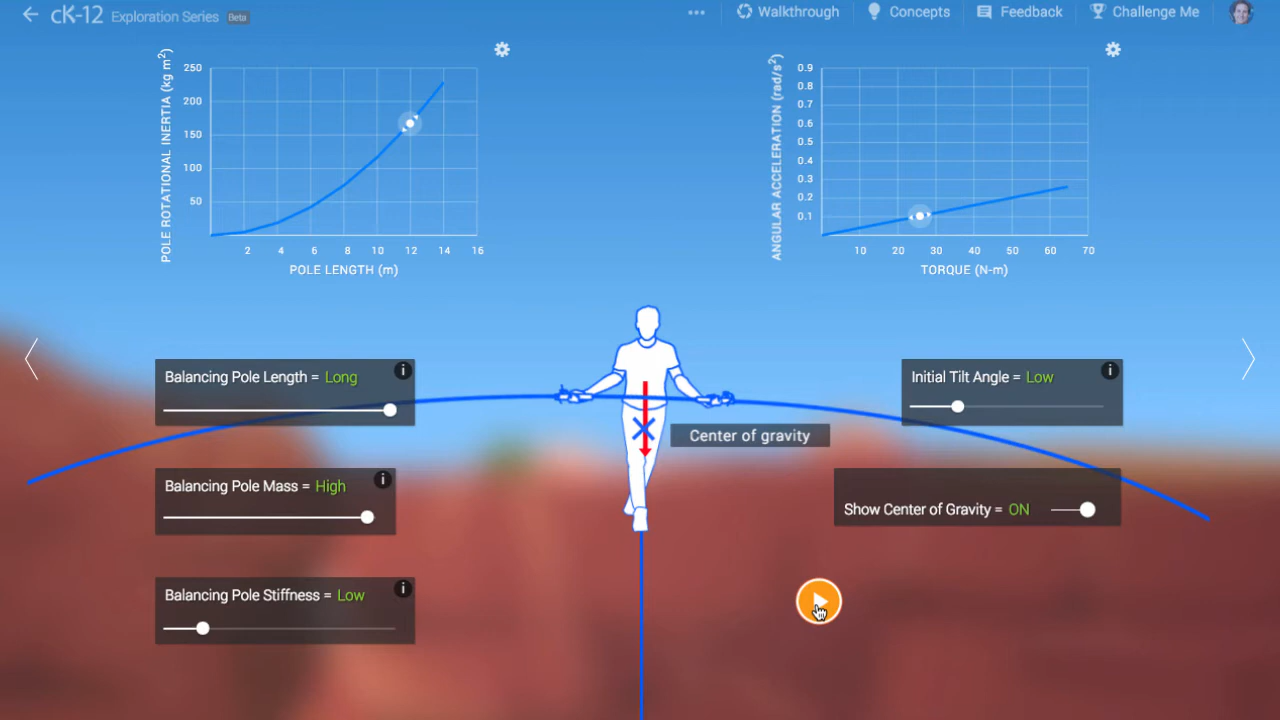 cK-12 Exploration Series Beta
Walkthrough
Concepts
Feedback
Challenge Me
POLE ROTATIONAL INERTIA (kg m²)
250
200
150
100
50
2 4 6 8 10 12 14 16
POLE LENGTH (m)
ANGULAR ACCELERATION (rad/s²)
0.9
0.8
0.7
0.6
0.5
0.4
0.3
0.2
0.1
10 20 30 40 50 60 70
TORQUE (N-m)
Balancing Pole Length = Long
i
Initial Tilt Angle = Low
i
Center of gravity
Balancing Pole Mass = High
i
Show Center of Gravity = ON
Balancing Pole Stiffness = Low
i